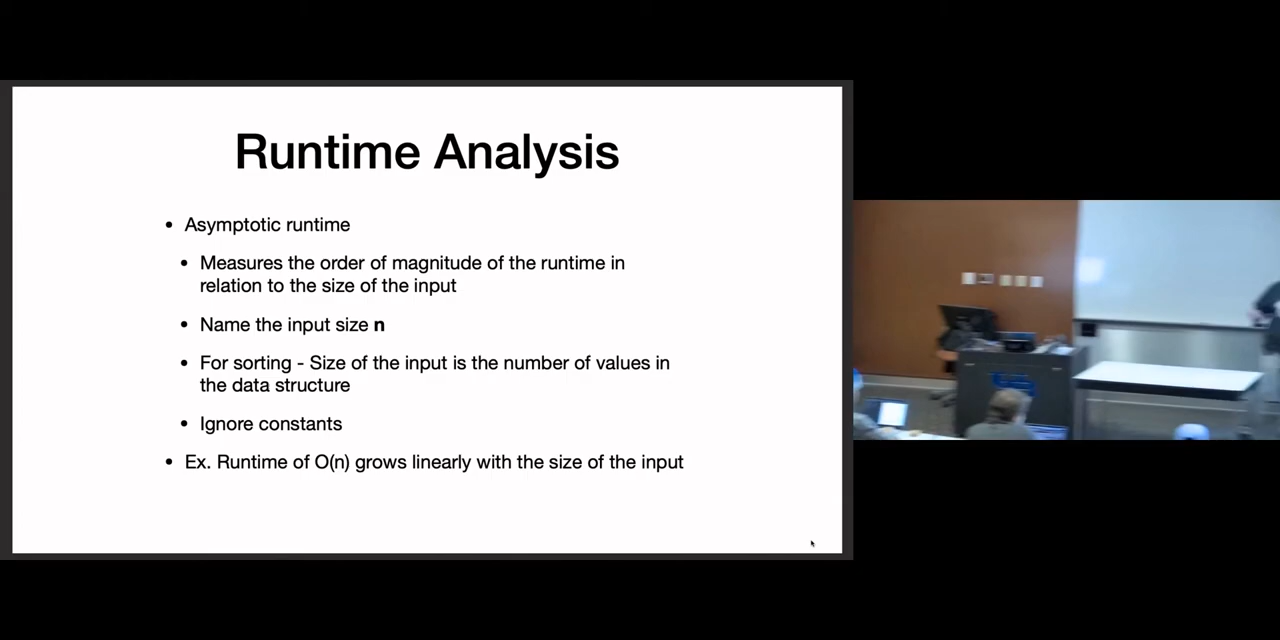 Runtime Analysis
• Asymptotic runtime
• Measures the order of magnitude of the runtime in
relation to the size of the input
• Name the input size n
• For sorting - Size of the input is the number of values in
the data structure
• Ignore constants
• Ex. Runtime of O(n) grows linearly with the size of the input